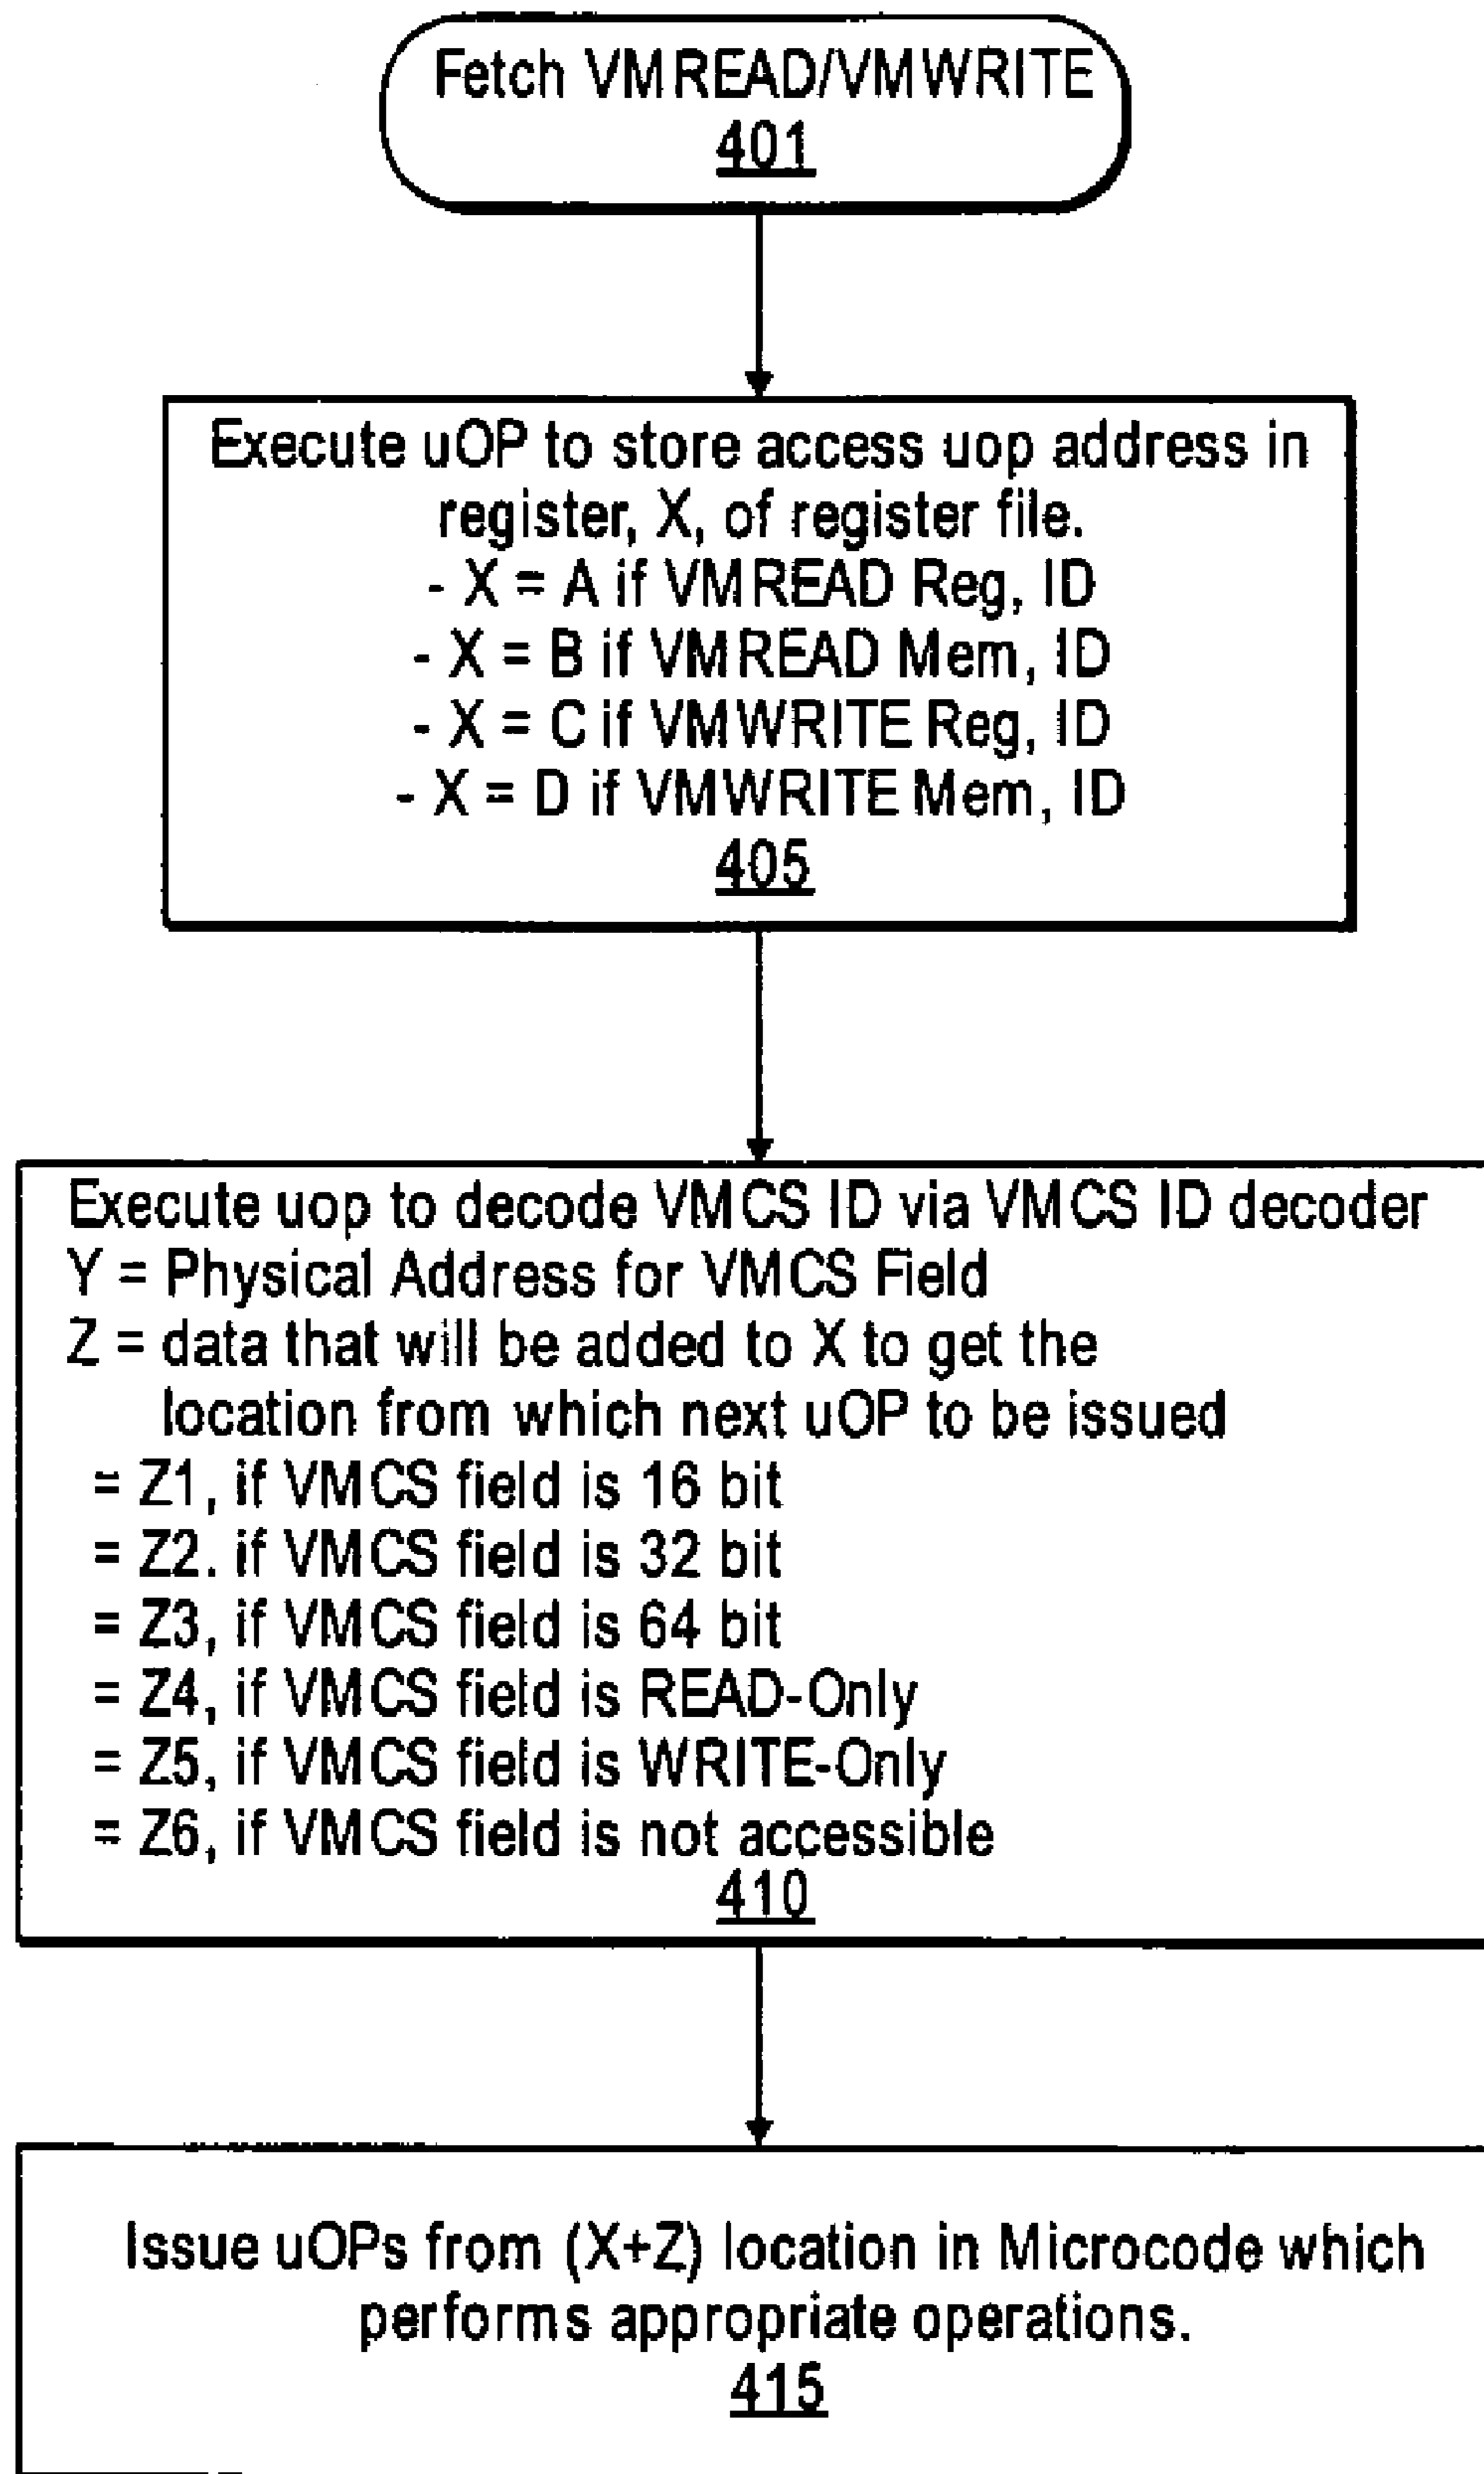 Fetch VMREAD/VMWRITE
401
Execute uOP to store access uop address in
register, X, of register file.
- X = A if VMREAD Reg, ID
- X = B if VMREAD Mem, ID
- X = C if VMWRITE Reg, ID
- X = D if VMWRITE Mem, ID
405
Execute uop to decode VMCS ID via VMCS ID decoder
Y = Physical Address for VMCS Field
Z = data that will be added to X to get the
location from which next uOP to be issued
= Z1, if VMCS field is 16 bit
= Z2. if VMCS field is 32 bit
= Z3, if VMCS field is 64 bit
= Z4, if VMCS field is READ-Only
= Z5, if VMCS field is WRITE-Only
= Z6, if VMCS field is not accessible
410
Issue uOPs from (X+Z) location in Microcode which
performs appropriate operations.
415